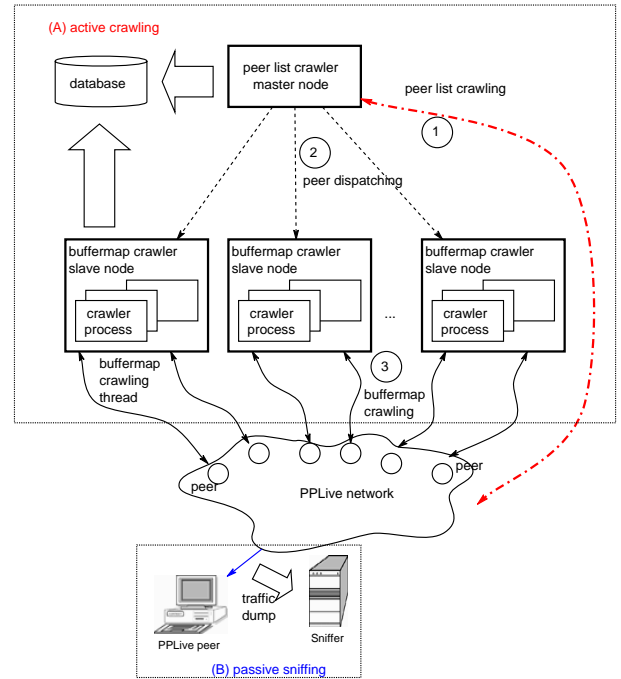 (A) active crawling
database
peer list crawler
master node
peer list crawling
1
2
peer dispatching
buffermap crawler
slave node
crawler
process
buffermap crawler
slave node
crawler
process
...
buffermap crawler
slave node
crawler
process
buffermap
crawling
thread
3
buffermap
crawling
peer
peer
PPLive network
traffic
dump
PPLive peer
Sniffer
(B) passive sniffing